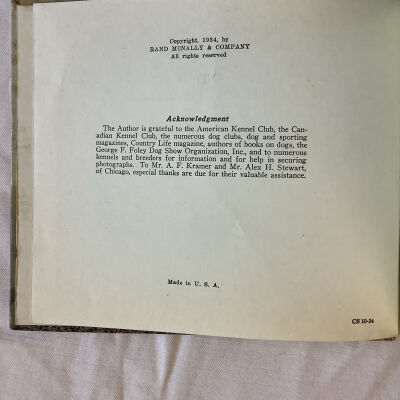 Copyright, 1934, by
RAND MCNALLY & COMPANY
All rights reserved
Acknowledgment
The Author is grateful to the American Kennel Club, the Can-
adian Kennel Club, the numerous dog clubs, dog and sporting
magazines, Country Life magazine, authors of books on dogs, the
George F. Foley Dog Show Organization, Inc., and to numerous
kennels and breeders for information and for help in securing
photographs. To Mr. A. F. Kramer and Mr. Alex H. Stewart,
of Chicago, especial thanks are due for their valuable assistance.
Made in U. S. A.
CS 10-34